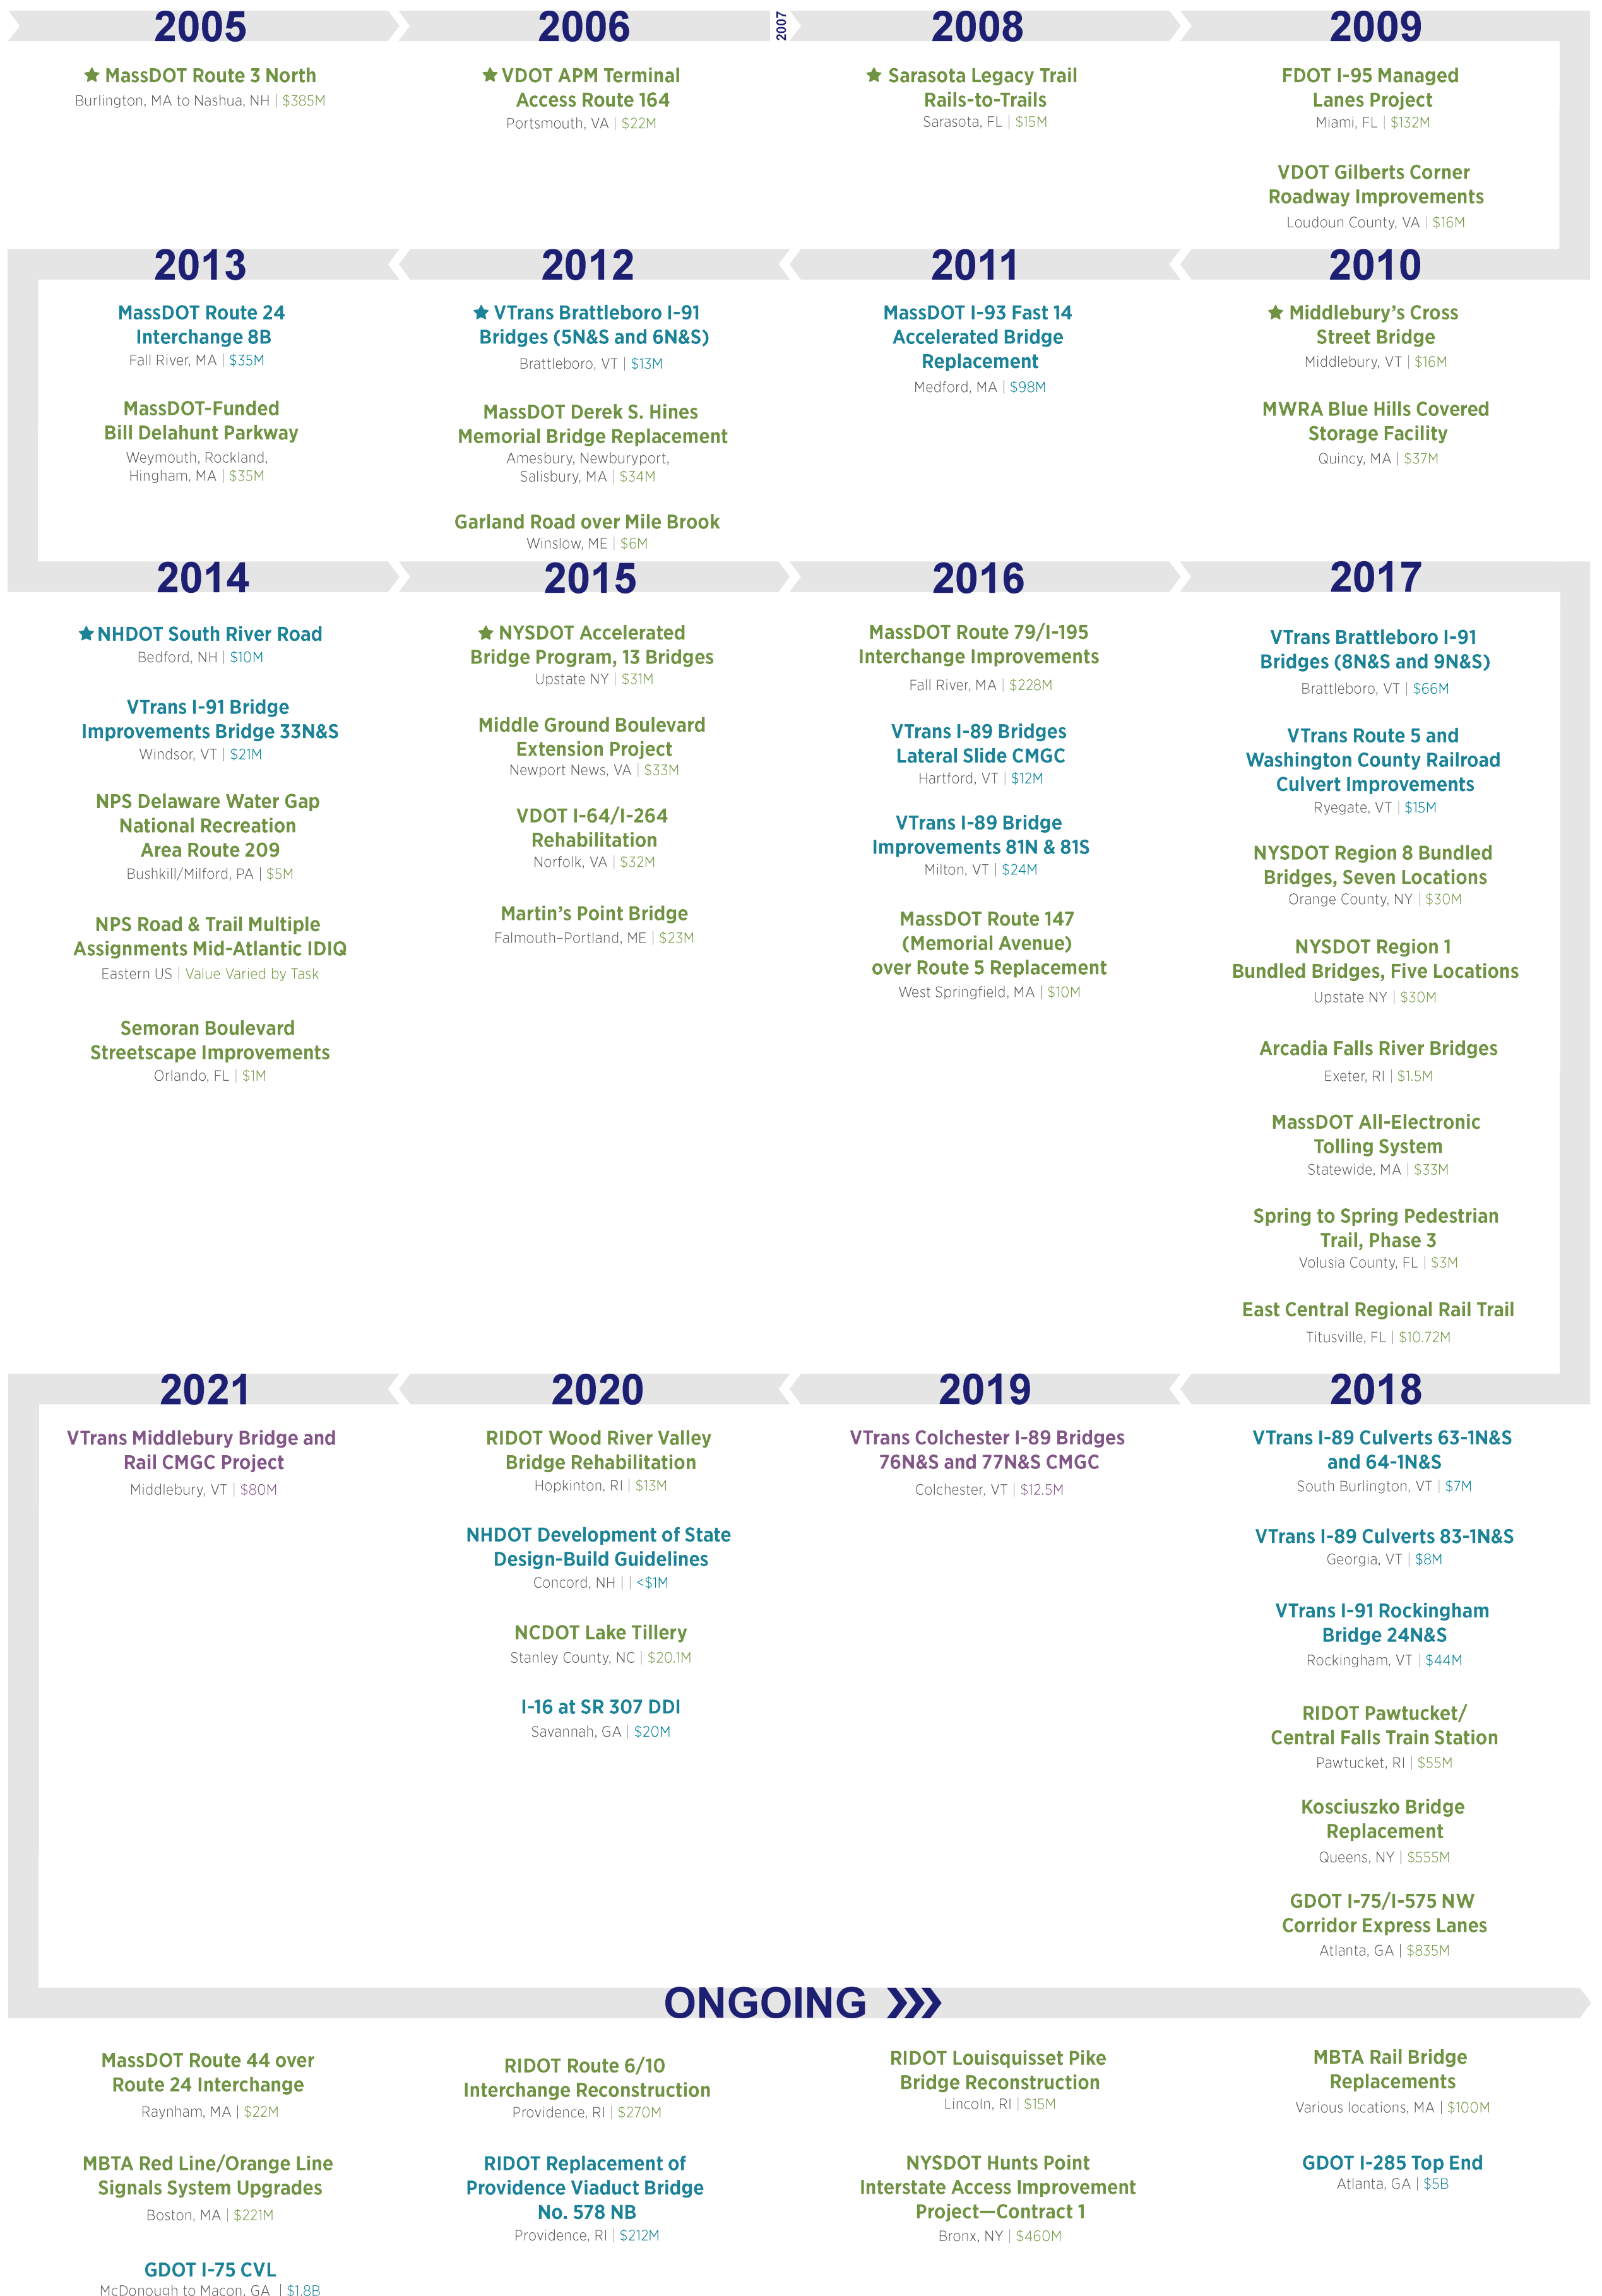 2005
★ MassDOT Route 3 North
Burlington, MA to Nashua, NH | $385M
2006
★ VDOT APM Terminal
Access Route 164
Portsmouth, VA | $22M
2007
2008
★ Sarasota Legacy Trail
Rails-to-Trails
Sarasota, FL | $15M
2009
FDOT I-95 Managed
Lanes Project
Miami, FL | $132M
VDOT Gilberts Corner
Roadway Improvements
Loudoun County, VA | $16M
2010
★ Middlebury’s Cross
Street Bridge
Middlebury, VT | $16M
MWRA Blue Hills Covered
Storage Facility
Quincy, MA | $37M
2011
MassDOT I-93 Fast 14
Accelerated Bridge
Replacement
Medford, MA | $98M
2012
★ VTrans Brattleboro I-91
Bridges (5N&S and 6N&S)
Brattleboro, VT | $13M
MassDOT Derek S. Hines
Memorial Bridge Replacement
Amesbury, Newburyport,
Salisbury, MA | $34M
Garland Road over Mile Brook
Winslow, ME | $6M
2013
MassDOT Route 24
Interchange 8B
Fall River, MA | $35M
MassDOT-Funded
Bill Delahunt Parkway
Weymouth, Rockland,
Hingham, MA | $35M
2014
★ NHDOT South River Road
Bedford, NH | $10M
VTrans I-91 Bridge
Improvements Bridge 33N&S
Windsor, VT | $21M
NPS Delaware Water Gap
National Recreation
Area Route 209
Bushkill/Milford, PA | $5M
NPS Road & Trail Multiple
Assignments Mid-Atlantic IDIQ
Eastern US | Value Varied by Task
Semoran Boulevard
Streetscape Improvements
Orlando, FL | $1M
2015
★ NYSDOT Accelerated
Bridge Program, 13 Bridges
Upstate NY | $31M
Middle Ground Boulevard
Extension Project
Newport News, VA | $33M
VDOT I-64/I-264
Rehabilitation
Norfolk, VA | $32M
Martin’s Point Bridge
Falmouth–Portland, ME | $23M
2016
MassDOT Route 79/I-195
Interchange Improvements
Fall River, MA | $228M
VTrans I-89 Bridges
Lateral Slide CMGC
Hartford, VT | $12M
VTrans I-89 Bridge
Improvements 81N & 81S
Milton, VT | $24M
MassDOT Route 147
(Memorial Avenue)
over Route 5 Replacement
West Springfield, MA | $10M
2017
VTrans Brattleboro I-91
Bridges (8N&S and 9N&S)
Brattleboro, VT | $66M
VTrans Route 5 and
Washington County Railroad
Culvert Improvements
Ryegate, VT | $15M
NYSDOT Region 8 Bundled
Bridges, Seven Locations
Orange County, NY | $30M
NYSDOT Region 1
Bundled Bridges, Five Locations
Upstate NY | $30M
Arcadia Falls River Bridges
Exeter, RI | $1.5M
MassDOT All-Electronic
Tolling System
Statewide, MA | $33M
Spring to Spring Pedestrian
Trail, Phase 3
Volusia County, FL | $3M
East Central Regional Rail Trail
Titusville, FL | $10.72M
2018
VTrans I-89 Culverts 63-1N&S
and 64-1N&S
South Burlington, VT | $7M
VTrans I-89 Culverts 83-1N&S
Georgia, VT | $8M
VTrans I-91 Rockingham
Bridge 24N&S
Rockingham, VT | $44M
RIDOT Pawtucket/
Central Falls Train Station
Pawtucket, RI | $55M
Kosciuszko Bridge
Replacement
Queens, NY | $555M
GDOT I-75/I-575 NW
Corridor Express Lanes
Atlanta, GA | $835M
2019
VTrans Colchester I-89 Bridges
76N&S and 77N&S CMGC
Colchester, VT | $12.5M
2020
RIDOT Wood River Valley
Bridge Rehabilitation
Hopkinton, RI | $13M
NHDOT Development of State
Design-Build Guidelines
Concord, NH | | <$1M
NCDOT Lake Tillery
Stanley County, NC | $20.1M
I-16 at SR 307 DDI
Savannah, GA | $20M
2021
VTrans Middlebury Bridge and
Rail CMGC Project
Middlebury, VT | $80M
ONGOING
MassDOT Route 44 over
Route 24 Interchange
Raynham, MA | $22M
MBTA Red Line/Orange Line
Signals System Upgrades
Boston, MA | $221M
GDOT I-75 CVL
McDonough to Macon, GA | $1.8B
RIDOT Route 6/10
Interchange Reconstruction
Providence, RI | $270M
RIDOT Replacement of
Providence Viaduct Bridge
No. 578 NB
Providence, RI | $212M
RIDOT Louisquisset Pike
Bridge Reconstruction
Lincoln, RI | $15M
NYSDOT Hunts Point
Interstate Access Improvement
Project—Contract 1
Bronx, NY | $460M
MBTA Rail Bridge
Replacements
Various locations, MA | $100M
GDOT I-285 Top End
Atlanta, GA | $5B